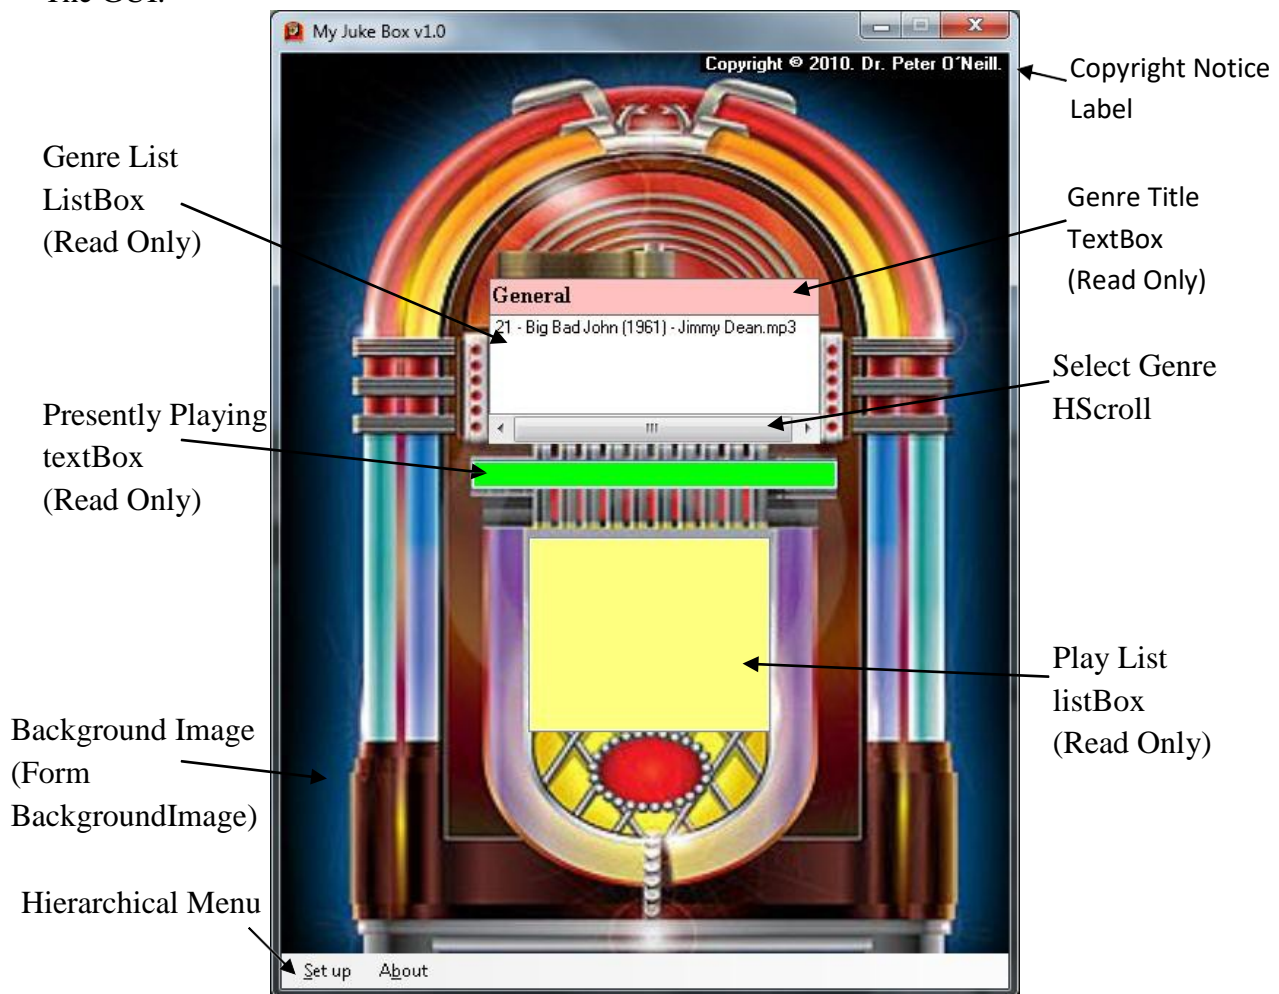 The GUI.
My Juke Box v1.0
Copyright © 2010. Dr. Peter O´Neill.
Copyright Notice
Label
Genre List
ListBox
(Read Only)
Genre Title
TextBox
(Read Only)
General
21 - Big Bad John (1961) - Jimmy Dean.mp3
Select Genre
HScroll
Presently Playing
textBox
(Read Only)
Play List
listBox
(Read Only)
Background Image
(Form
BackgroundImage)
Hierarchical Menu
Set up About